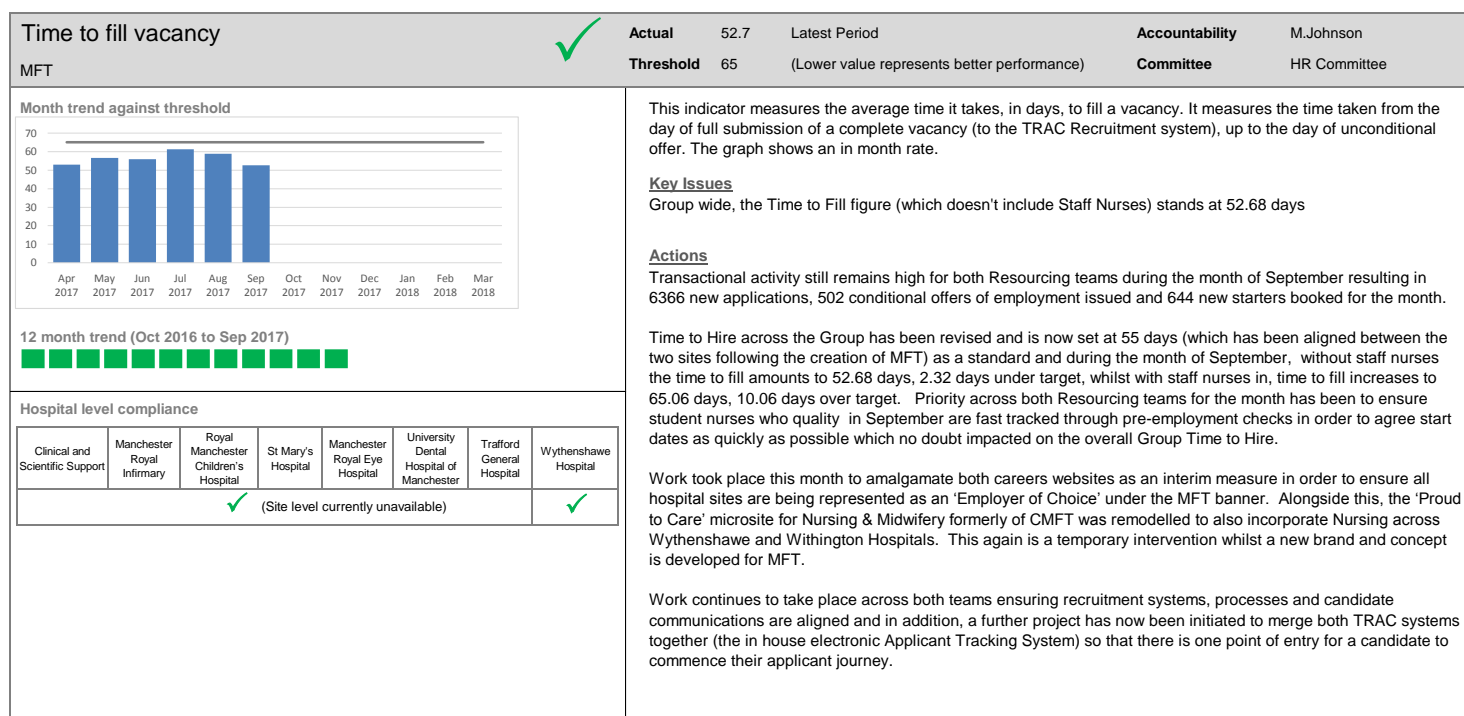 Time to fill vacancy
MFT
Actual 52.7 Latest Period Accountability M.Johnson
Threshold 65 (Lower value represents better performance) Committee HR Committee
Month trend against threshold
70
60
50
40
30
20
10
0
Apr 2017 May 2017 Jun 2017 Jul 2017 Aug 2017 Sep 2017 Oct 2017 Nov 2017 Dec 2017 Jan 2018 Feb 2018 Mar 2018
12 month trend (Oct 2016 to Sep 2017)
Hospital level compliance
Clinical and Scientific Support
Manchester Royal Infirmary
Royal Manchester Children's Hospital
St Mary's Hospital
Manchester Royal Eye Hospital
University Dental Hospital of Manchester
Trafford General Hospital
Wythenshawe Hospital
(Site level currently unavailable)
This indicator measures the average time it takes, in days, to fill a vacancy. It measures the time taken from the
day of full submission of a complete vacancy (to the TRAC Recruitment system), up to the day of unconditional
offer. The graph shows an in month rate.
Key Issues
Group wide, the Time to Fill figure (which doesn't include Staff Nurses) stands at 52.68 days
Actions
Transactional activity still remains high for both Resourcing teams during the month of September resulting in
6366 new applications, 502 conditional offers of employment issued and 644 new starters booked for the month.
Time to Hire across the Group has been revised and is now set at 55 days (which has been aligned between the
two sites following the creation of MFT) as a standard and during the month of September, without staff nurses
the time to fill amounts to 52.68 days, 2.32 days under target, whilst with staff nurses in, time to fill increases to
65.06 days, 10.06 days over target. Priority across both Resourcing teams for the month has been to ensure
student nurses who quality in September are fast tracked through pre-employment checks in order to agree start
dates as quickly as possible which no doubt impacted on the overall Group Time to Hire.
Work took place this month to amalgamate both careers websites as an interim measure in order to ensure all
hospital sites are being represented as an 'Employer of Choice' under the MFT banner. Alongside this, the 'Proud
to Care' microsite for Nursing & Midwifery formerly of CMFT was remodelled to also incorporate Nursing across
Wythenshawe and Withington Hospitals. This again is a temporary intervention whilst a new brand and concept
is developed for MFT.
Work continues to take place across both teams ensuring recruitment systems, processes and candidate
communications are aligned and in addition, a further project has now been initiated to merge both TRAC systems
together (the in house electronic Applicant Tracking System) so that there is one point of entry for a candidate to
commence their applicant journey.